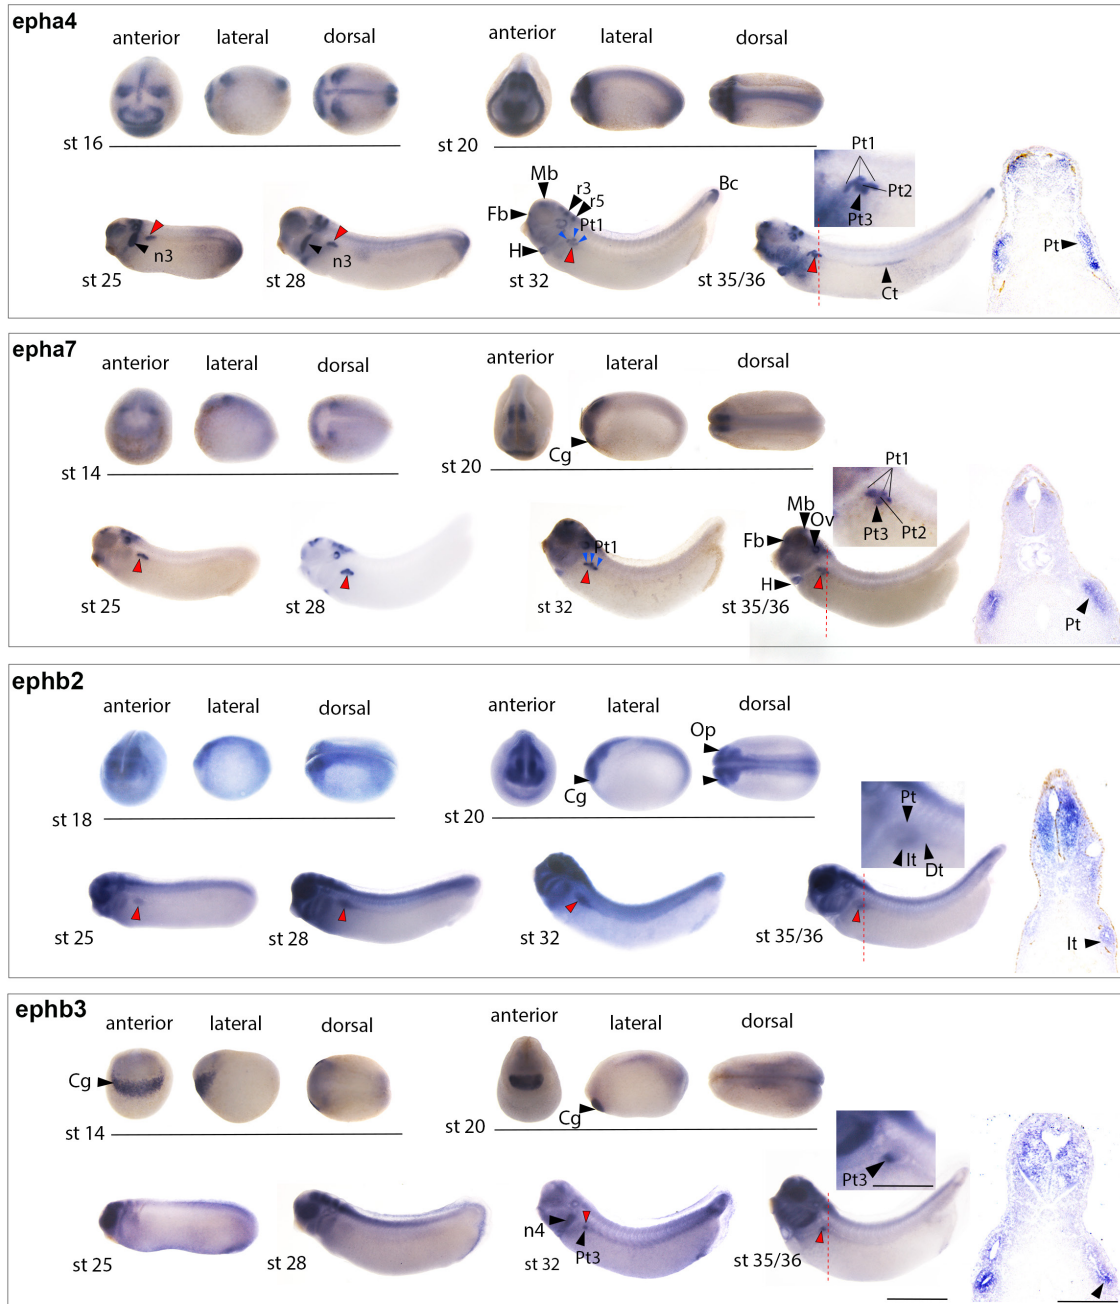 epha4
anterior lateral dorsal
anterior lateral dorsal
st 16
st 20
Pt1
Pt2
Pt3
Mb
r3
r5
Bc
Fb
Pt1
H
n3
n3
Pt
Ct
st 25
st 28
st 32
st 35/36
epha7
anterior lateral dorsal
anterior lateral dorsal
Cg
st 14
st 20
Pt1
Pt2
Pt3
Mb
Ov
Fb
Pt1
H
Pt
st 25
st 28
st 32
st 35/36
ephb2
anterior lateral dorsal
anterior lateral dorsal
Op
Cg
st 18
st 20
Pt
It
Dt
It
st 25
st 28
st 32
st 35/36
ephb3
anterior lateral dorsal
anterior lateral dorsal
Cg
Cg
st 14
st 20
Pt3
n4
Pt3
st 25
st 28
st 32
st 35/36